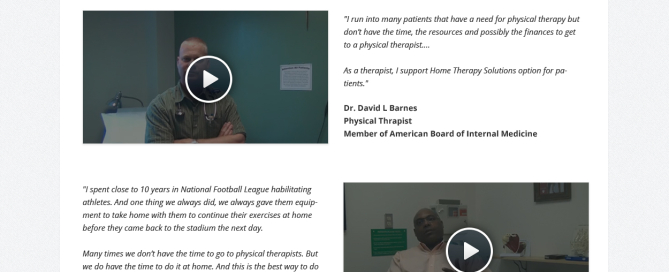 "I run into many patients that have a need for physical therapy but
don't have the time, the resources and possibly the finances to get
to a physical therapist....
As a therapist, I support Home Therapy Solutions option for pa-
tients."
Dr. David L Barnes
Physical Thrapist
Member of American Board of Internal Medicine
"I spent close to 10 years in National Football League habilitating
athletes. And one thing we always did, we always gave them equip-
ment to take home with them to continue their exercises at home
before they came back to the stadium the next day.
Many times we don't have the time to go to physical therapists. But
we do have the time to do it at home. And this is the best way to do